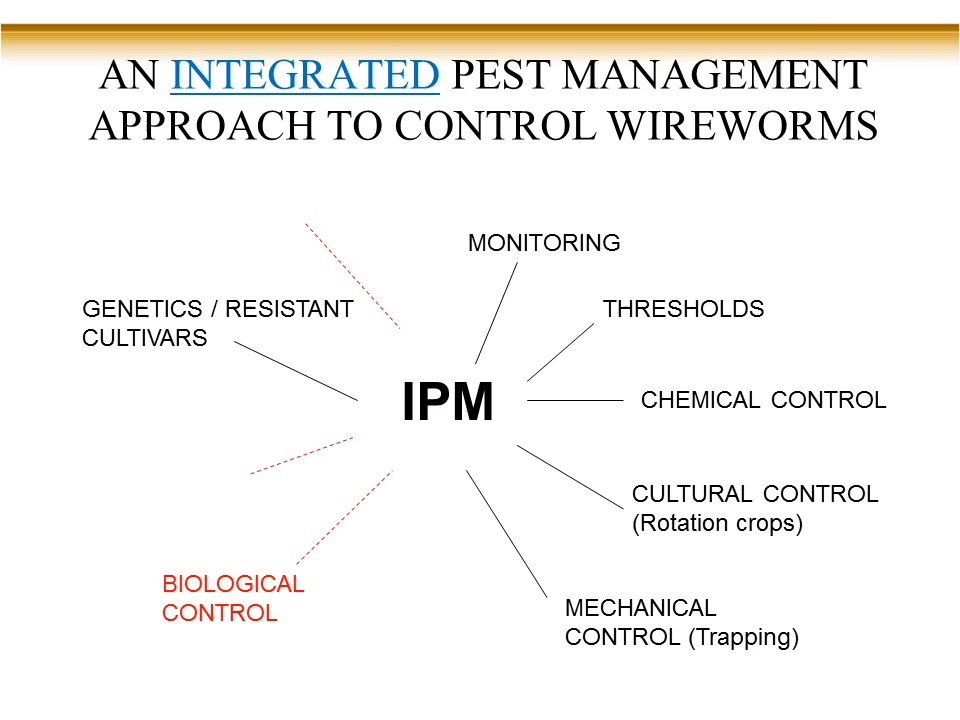 AN INTEGRATED PEST MANAGEMENT
APPROACH TO CONTROL WIREWORMS
MONITORING
GENETICS / RESISTANT
CULTIVARS
THRESHOLDS
IPM
CHEMICAL CONTROL
CULTURAL CONTROL
(Rotation crops)
BIOLOGICAL
CONTROL
MECHANICAL
CONTROL (Trapping)